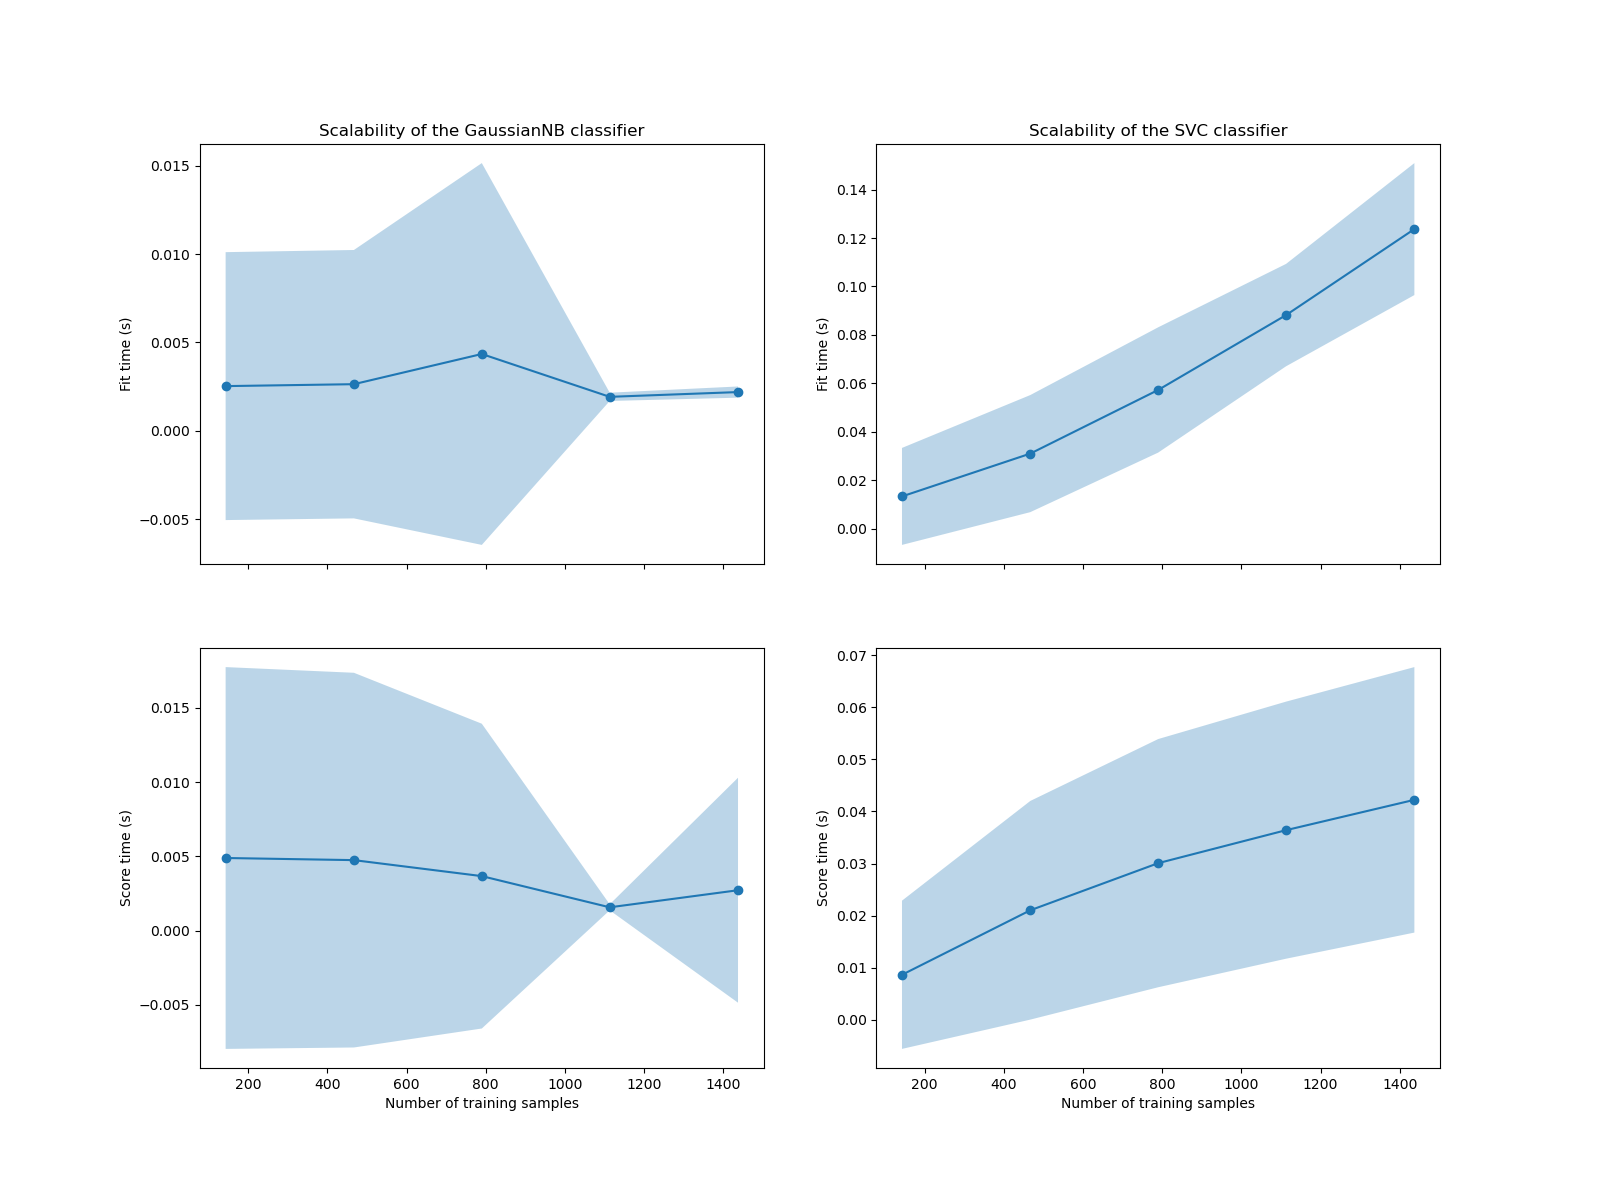 Scalability of the GaussianNB classifier
Fit time (s)
0.015
0.010
0.005
0.000
−0.005
Scalability of the SVC classifier
Fit time (s)
0.14
0.12
0.10
0.08
0.06
0.04
0.02
0.00
Score time (s)
0.015
0.010
0.005
0.000
−0.005
200 400 600 800 1000 1200 1400
Number of training samples
Score time (s)
0.07
0.06
0.05
0.04
0.03
0.02
0.01
0.00
200 400 600 800 1000 1200 1400
Number of training samples